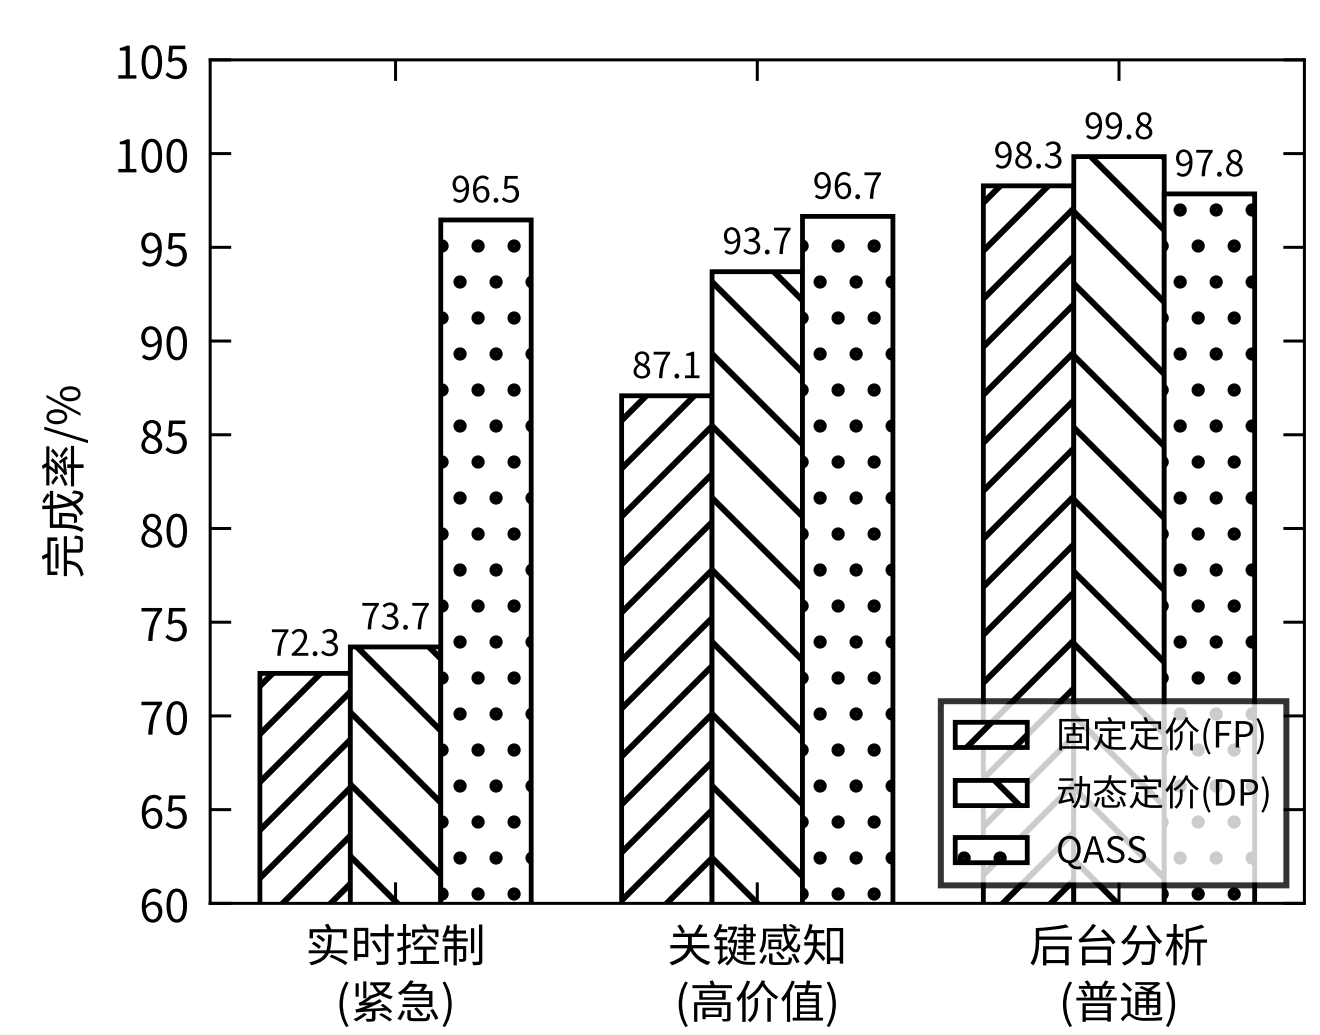 完成率/%
105
100
95
90
85
80
75
70
65
60
72.3
73.7
96.5
87.1
93.7
96.7
98.3
99.8
97.8
固定定价(FP)
动态定价(DP)
QASS
实时控制
(紧急)
关键感知
(高价值)
后台分析
(普通)